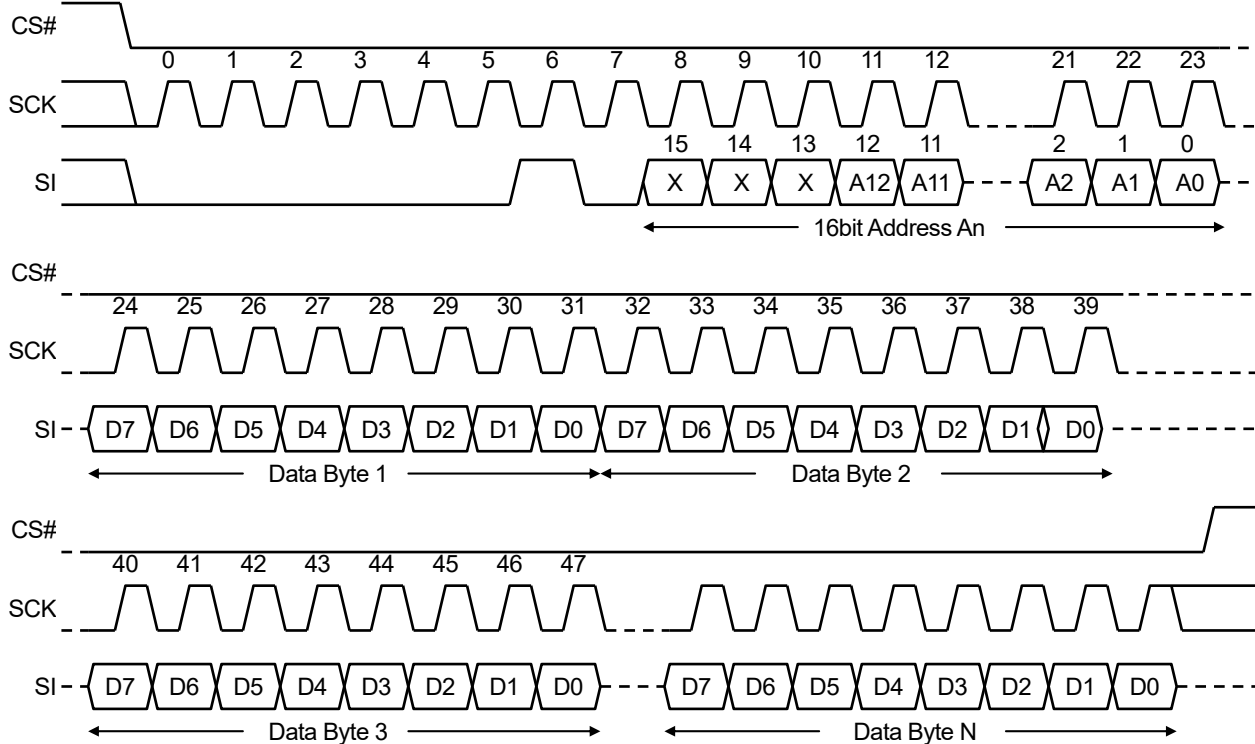 CS#
0 1 2 3 4 5 6 7 8 9 10 11 12 21 22 23
SCK
15 14 13 12 11 2 1 0
SI X X X A12 A11 A2 A1 A0
16bit Address An
CS#
24 25 26 27 28 29 30 31 32 33 34 35 36 37 38 39
SCK
SI D7 D6 D5 D4 D3 D2 D1 D0 D7 D6 D5 D4 D3 D2 D1 D0
Data Byte 1 Data Byte 2
CS#
40 41 42 43 44 45 46 47
SCK
SI D7 D6 D5 D4 D3 D2 D1 D0 D7 D6 D5 D4 D3 D2 D1 D0
Data Byte 3 Data Byte N